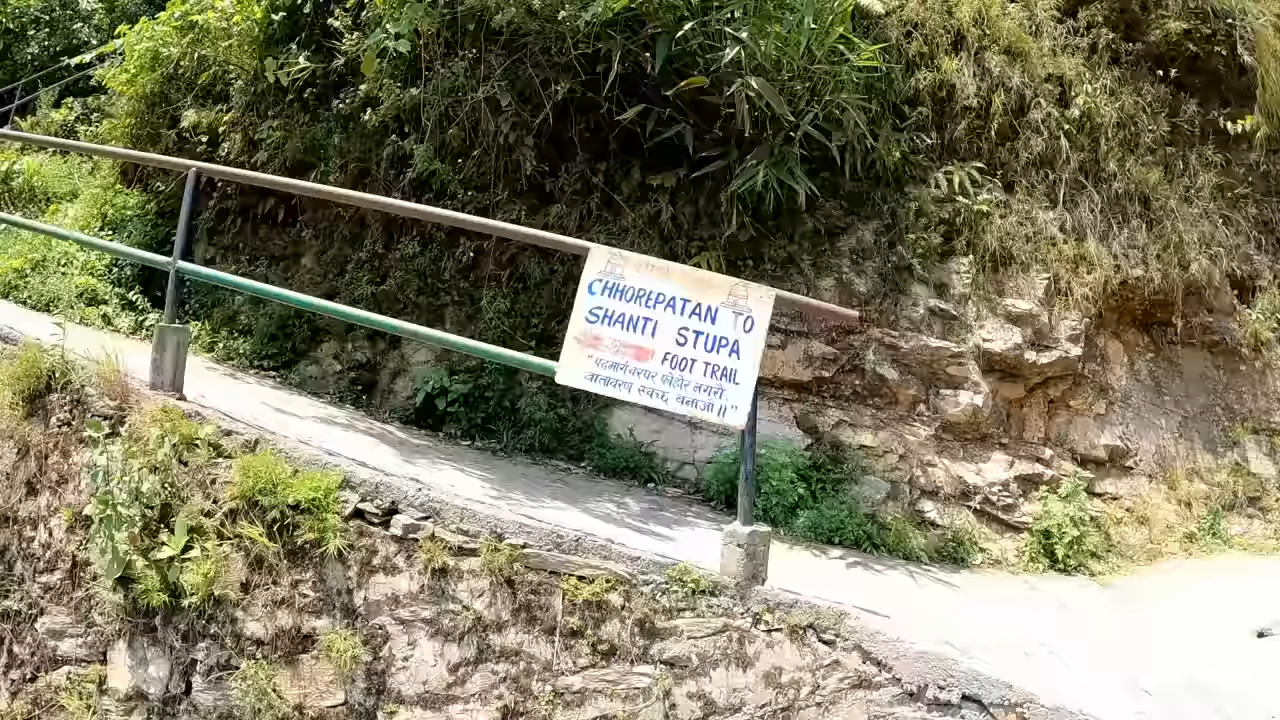 CHHOREPATAN TO
SHANTI STUPA
FOOT TRAIL
"पदमार्ग वरपर फोहोर नगरौं,
वातावरण स्वच्छ बनाऔं॥"